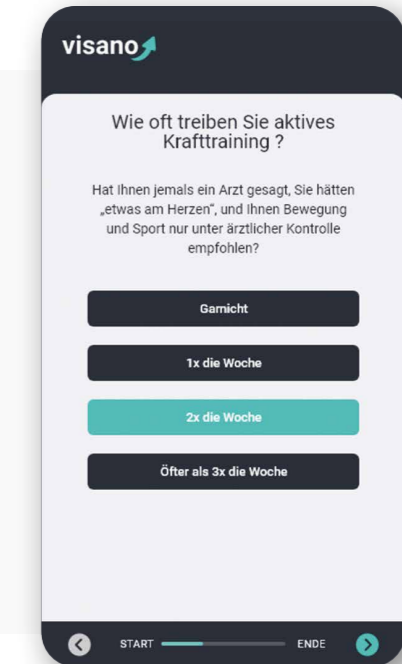 visano
Wie oft treiben Sie aktives
Krafttraining ?
Hat Ihnen jemals ein Arzt gesagt, Sie hätten
„etwas am Herzen“, und Ihnen Bewegung
und Sport nur unter ärztlicher Kontrolle
empfohlen?
Garnicht
1x die Woche
2x die Woche
Öfter als 3x die Woche
START ENDE